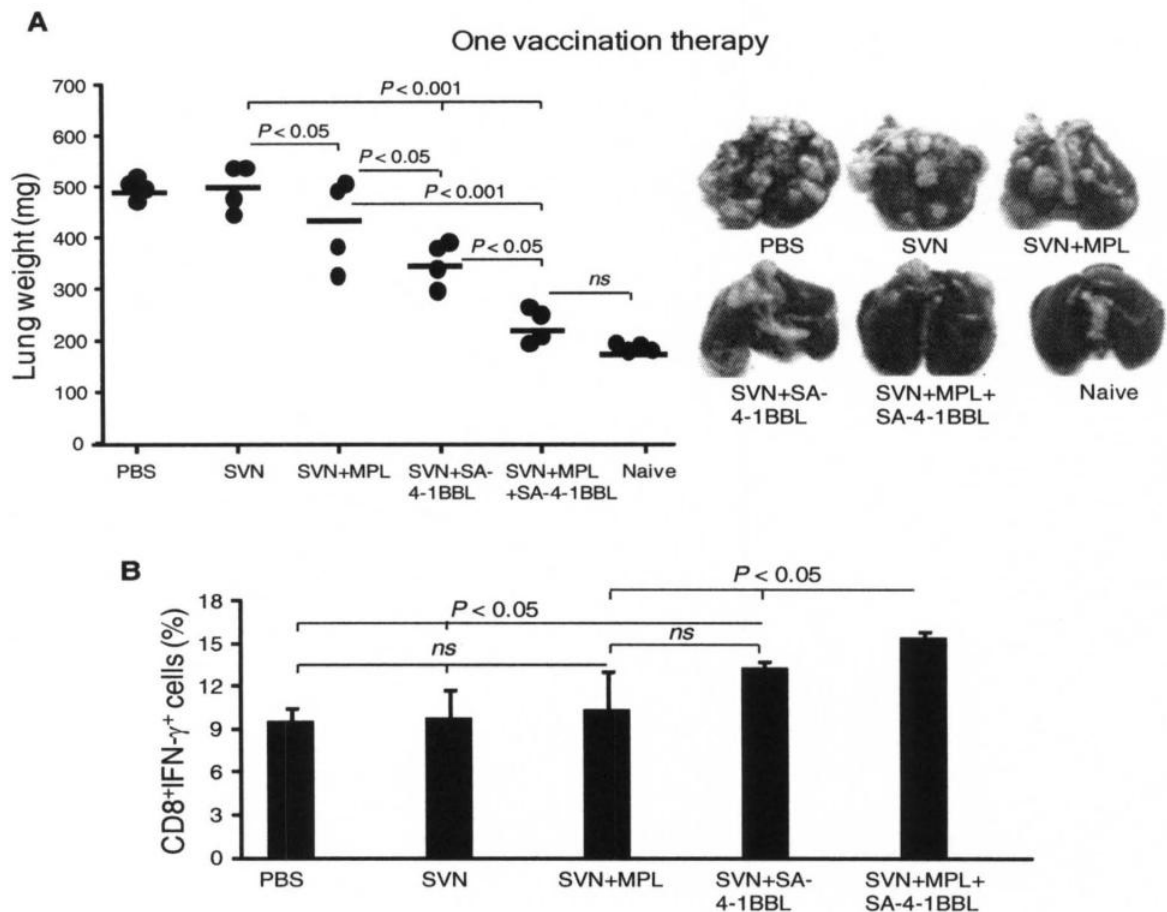 A
One vaccination therapy
Lung weight (mg)
700
600
500
400
300
200
100
0
P < 0.001
P < 0.05
P < 0.05
P < 0.001
P < 0.05
ns
PBS
SVN
SVN+MPL
SVN+SA-
4-1BBL
SVN+MPL
+SA-4-1BBL
Naive
PBS
SVN
SVN+MPL
SVN+SA-
4-1BBL
SVN+MPL+
SA-4-1BBL
Naive
B
CD8+IFN-γ+ cells (%)
18
15
12
9
6
3
0
P < 0.05
P < 0.05
ns
ns
PBS
SVN
SVN+MPL
SVN+SA-
4-1BBL
SVN+MPL+
SA-4-1BBL